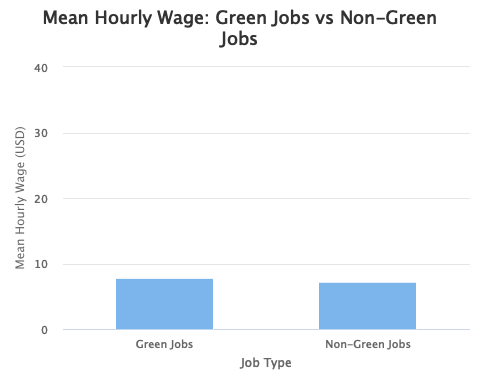 Mean Hourly Wage: Green Jobs vs Non-Green
Jobs
40
30
20
10
0
Mean Hourly Wage (USD)
Green Jobs
Non-Green Jobs
Job Type